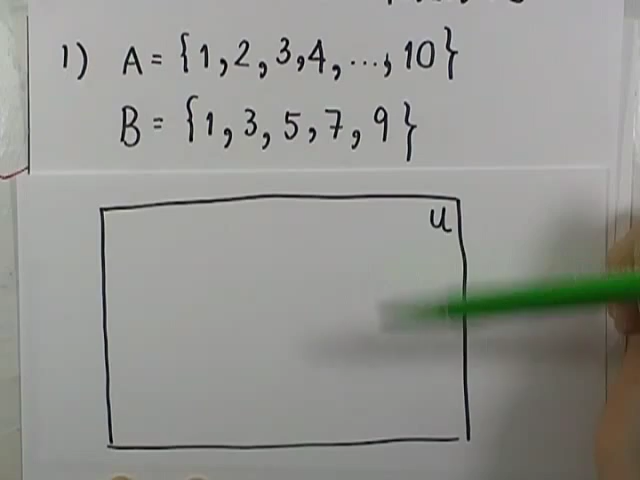 1) A = {1, 2, 3, 4, ..., 10}
B = {1, 3, 5, 7, 9}
u